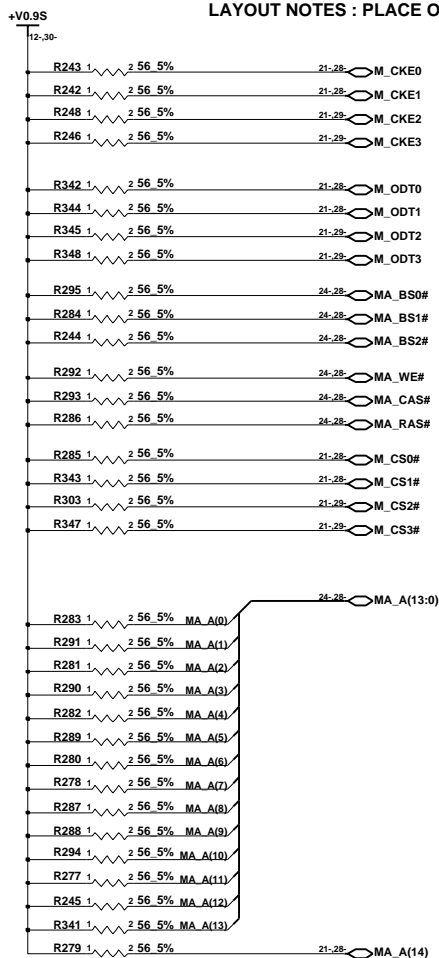 LAYOUT NOTES : PLACE O
+V0.9S
12-,30-
R243 1 2 56_5% 21-,28- M_CKE0
R242 1 2 56_5% 21-,28- M_CKE1
R248 1 2 56_5% 21-,29- M_CKE2
R246 1 2 56_5% 21-,29- M_CKE3
R342 1 2 56_5% 21-,28- M_ODT0
R344 1 2 56_5% 21-,28- M_ODT1
R345 1 2 56_5% 21-,29- M_ODT2
R348 1 2 56_5% 21-,29- M_ODT3
R295 1 2 56_5% 24-,28- MA_BS0#
R284 1 2 56_5% 24-,28- MA_BS1#
R244 1 2 56_5% 24-,28- MA_BS2#
R292 1 2 56_5% 24-,28- MA_WE#
R293 1 2 56_5% 24-,28- MA_CAS#
R286 1 2 56_5% 24-,28- MA_RAS#
R285 1 2 56_5% 21-,28- M_CS0#
R343 1 2 56_5% 21-,28- M_CS1#
R303 1 2 56_5% 21-,29- M_CS2#
R347 1 2 56_5% 21-,29- M_CS3#
24-,28- MA_A(13:0)
R283 1 2 56_5% MA_A(0)
R291 1 2 56_5% MA_A(1)
R281 1 2 56_5% MA_A(2)
R290 1 2 56_5% MA_A(3)
R282 1 2 56_5% MA_A(4)
R289 1 2 56_5% MA_A(5)
R280 1 2 56_5% MA_A(6)
R278 1 2 56_5% MA_A(7)
R287 1 2 56_5% MA_A(8)
R288 1 2 56_5% MA_A(9)
R294 1 2 56_5% MA_A(10)
R277 1 2 56_5% MA_A(11)
R245 1 2 56_5% MA_A(12)
R341 1 2 56_5% MA_A(13)
R279 1 2 56_5% 21-,28- MA_A(14)